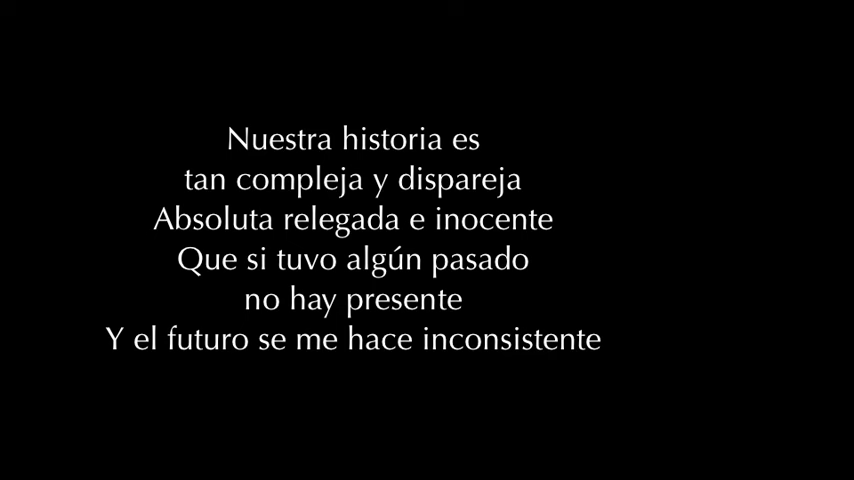 Nuestra historia es
tan compleja y dispareja
Absoluta relegada e inocente
Que si tuvo algún pasado
no hay presente
Y el futuro se me hace inconsistente